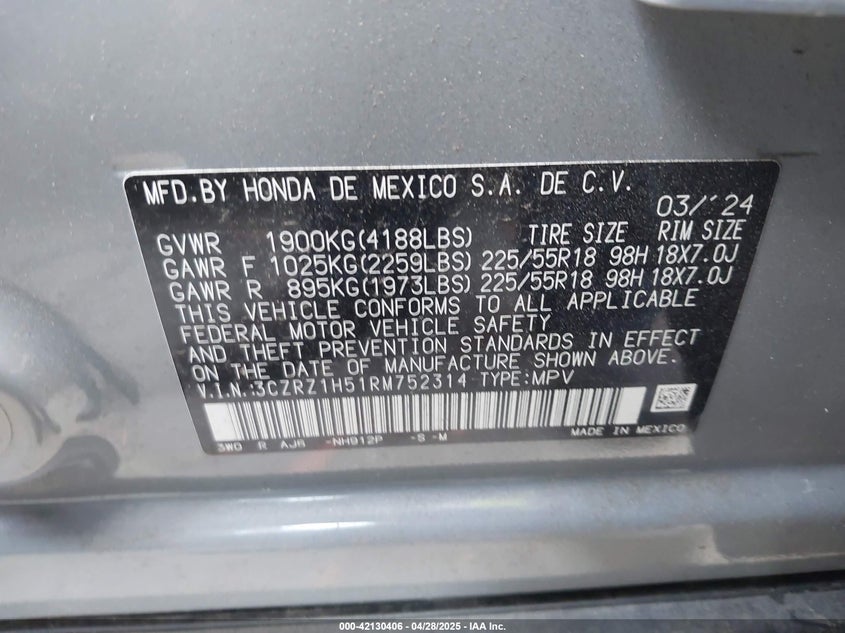 MFD.BY HONDA DE MEXICO S.A. DE C.V.
03/'24
GVWR 1900KG(4188LBS) TIRE SIZE RIM SIZE
GAWR F 1025KG(2259LBS) 225/55R18 98H 18X7.0J
GAWR R 895KG(1973LBS) 225/55R18 98H 18X7.0J
THIS VEHICLE CONFORMS TO ALL APPLICABLE
FEDERAL MOTOR VEHICLE SAFETY
AND THEFT PREVENTION STANDARDS IN EFFECT
ON THE DATE OF MANUFACTURE SHOWN ABOVE.
V.I.N.:3CZRZ1H51RM752314 TYPE:MPV
3W0 R AJ6 -NH912P -S -M MADE IN MEXICO
000-42130406 - 04/28/2025 - IAA Inc.